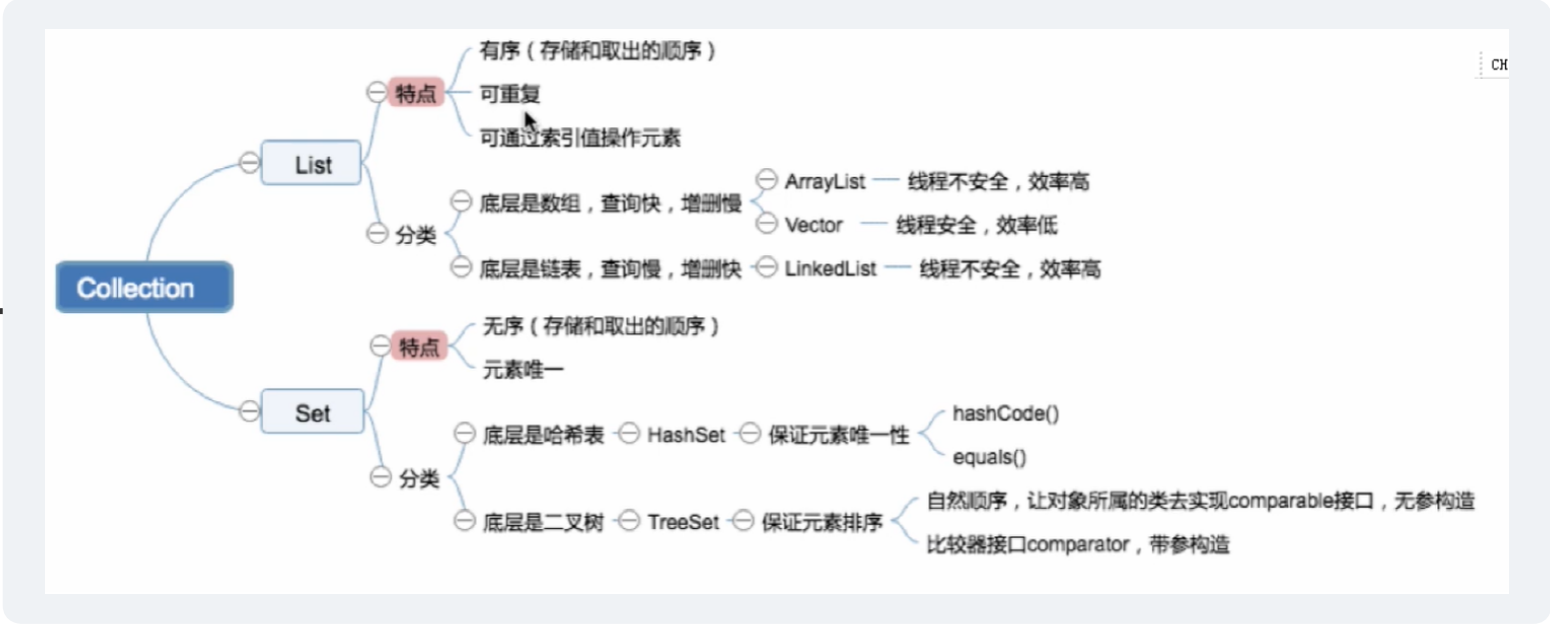 有序（存储和取出的顺序）
CH
特点
可重复
可通过索引值操作元素
List
ArrayList
线程不安全，效率高
底层是数组，查询快，增删慢
Vector
线程安全，效率低
分类
底层是链表，查询慢，增删快
LinkedList
线程不安全，效率高
Collection
无序（存储和取出的顺序）
特点
元素唯一
Set
hashCode()
底层是哈希表
HashSet
保证元素唯一性
equals()
分类
自然顺序，让对象所属的类去实现comparable接口，无参构造
底层是二叉树
TreeSet
保证元素排序
比较器接口comparator，带参构造